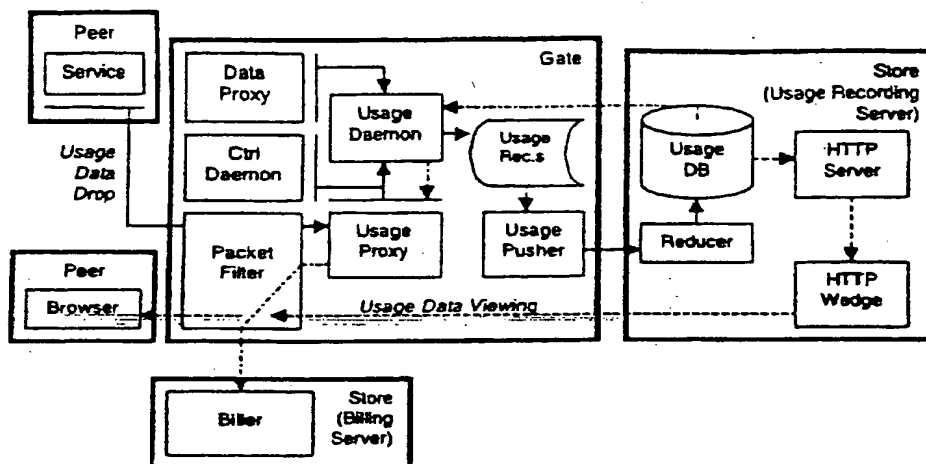 Peer
Service
Usage
Data
Drop
Peer
Browser
Gate
Data
Proxy
Ctrl
Daemon
Packet
Filter
Usage
Daemon
Usage
Proxy
Usage
Rec.s
Usage
Pusher
Usage Data Viewing
Store
(Usage Recording
Server)
Usage
DB
HTTP
Server
Reducer
HTTP
Wedge
Biller
Store
(Billing
Server)